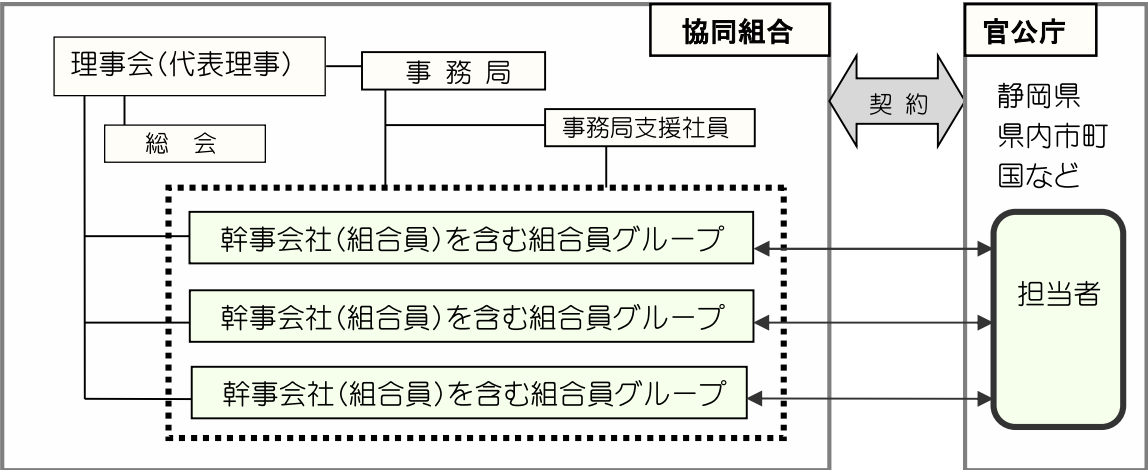 協同組合
官公庁
理事会(代表理事)
事 務 局
事務局支援社員
総 会
契 約
静岡県
県内市町
国など
幹事会社(組合員)を含む組合員グループ
幹事会社(組合員)を含む組合員グループ
幹事会社(組合員)を含む組合員グループ
担当者